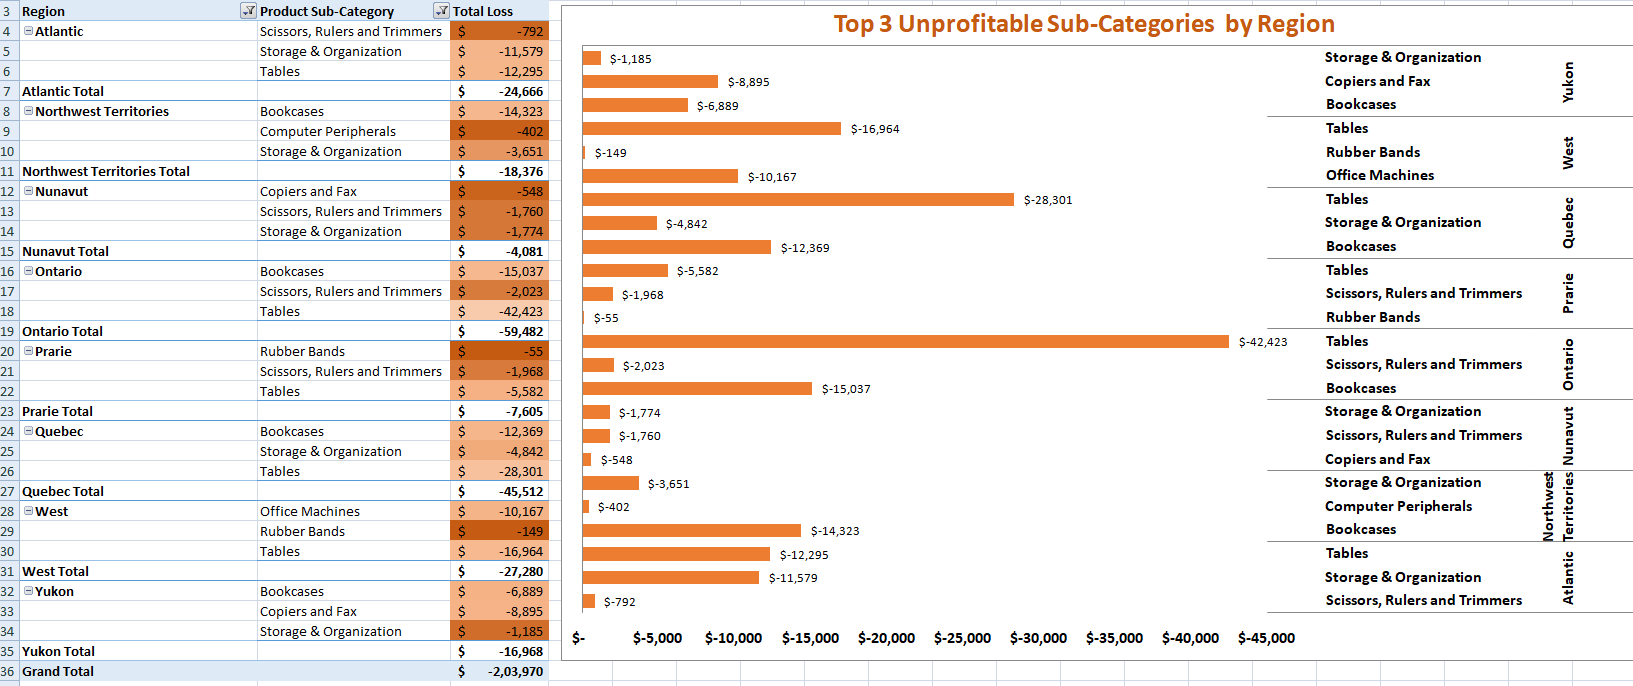 3 Region Product Sub-Category Total Loss
4 Atlantic Scissors, Rulers and Trimmers $ -792
5 Storage & Organization $ -11,579
6 Tables $ -12,295
7 Atlantic Total $ -24,666
8 Northwest Territories Bookcases $ -14,323
9 Computer Peripherals $ -402
10 Storage & Organization $ -3,651
11 Northwest Territories Total $ -18,376
12 Nunavut Copiers and Fax $ -548
13 Scissors, Rulers and Trimmers $ -1,760
14 Storage & Organization $ -1,774
15 Nunavut Total $ -4,081
16 Ontario Bookcases $ -15,037
17 Scissors, Rulers and Trimmers $ -2,023
18 Tables $ -42,423
19 Ontario Total $ -59,482
20 Prarie Rubber Bands $ -55
21 Scissors, Rulers and Trimmers $ -1,968
22 Tables $ -5,582
23 Prarie Total $ -7,605
24 Quebec Bookcases $ -12,369
25 Storage & Organization $ -4,842
26 Tables $ -28,301
27 Quebec Total $ -45,512
28 West Office Machines $ -10,167
29 Rubber Bands $ -149
30 Tables $ -16,964
31 West Total $ -27,280
32 Yukon Bookcases $ -6,889
33 Copiers and Fax $ -8,895
34 Storage & Organization $ -1,185
35 Yukon Total $ -16,968
36 Grand Total $ -2,03,970
Top 3 Unprofitable Sub-Categories by Region
$-1,185 Storage & Organization
$-8,895 Copiers and Fax
$-6,889 Bookcases
Yukon
$-16,964 Tables
$-149 Rubber Bands
$-10,167 Office Machines
West
$-28,301 Tables
$-4,842 Storage & Organization
$-12,369 Bookcases
Quebec
$-5,582 Tables
$-1,968 Scissors, Rulers and Trimmers
$-55 Rubber Bands
Prarie
$-42,423 Tables
$-2,023 Scissors, Rulers and Trimmers
$-15,037 Bookcases
Ontario
$-1,774 Storage & Organization
$-1,760 Scissors, Rulers and Trimmers
$-548 Copiers and Fax
Nunavut
$-3,651 Storage & Organization
$-402 Computer Peripherals
$-14,323 Bookcases
Northwest
Territories
$-12,295 Tables
$-11,579 Storage & Organization
$-792 Scissors, Rulers and Trimmers
Atlantic
$- $-5,000 $-10,000 $-15,000 $-20,000 $-25,000 $-30,000 $-35,000 $-40,000 $-45,000